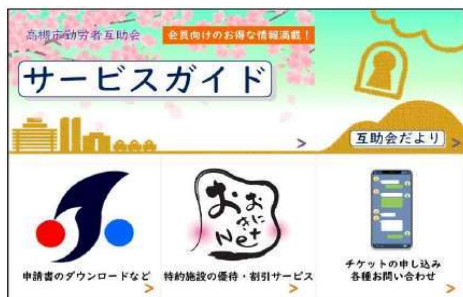 高槻市勤労者互助会
会員向けのお得な情報満載!
サービスガイド
>
互助会だより
>
申請書のダウンロードなど
>
おおきに
Net
特約施設の優待・割引サービス
>
チケットの申し込み
各種お問い合わせ
>